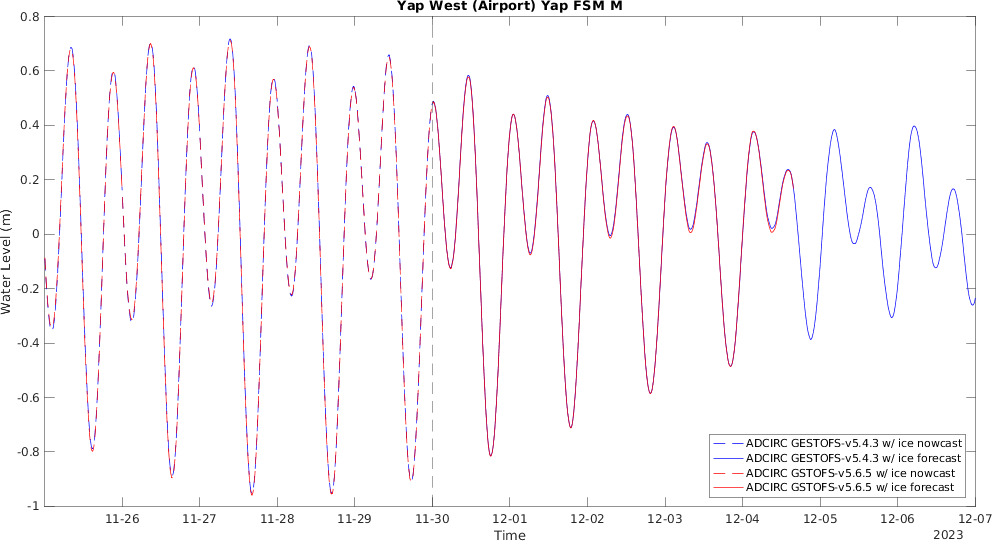 Yap West (Airport) Yap FSM M
0.8
0.6
0.4
0.2
0
-0.2
-0.4
-0.6
-0.8
-1
Water Level (m)
ADCIRC GESTOFS-v5.4.3 w/ ice nowcast
ADCIRC GESTOFS-v5.4.3 w/ ice forecast
ADCIRC GSTOFS-v5.6.5 w/ ice nowcast
ADCIRC GSTOFS-v5.6.5 w/ ice forecast
11-26 11-27 11-28 11-29 11-30 12-01 12-02 12-03 12-04 12-05 12-06 12-07
Time
2023